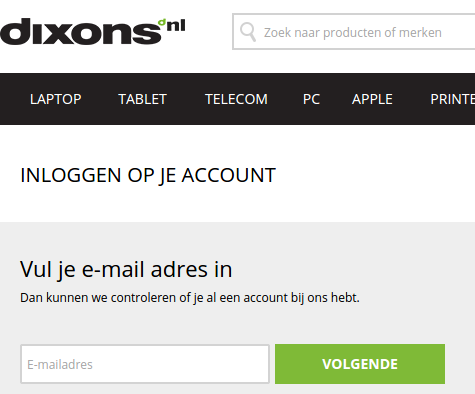 dixons.nl
Zoek naar producten of merken
LAPTOP TABLET TELECOM PC APPLE PRINTE
INLOGGEN OP JE ACCOUNT
Vul je e-mail adres in
Dan kunnen we controleren of je al een account bij ons hebt.
E-mailadres VOLGENDE